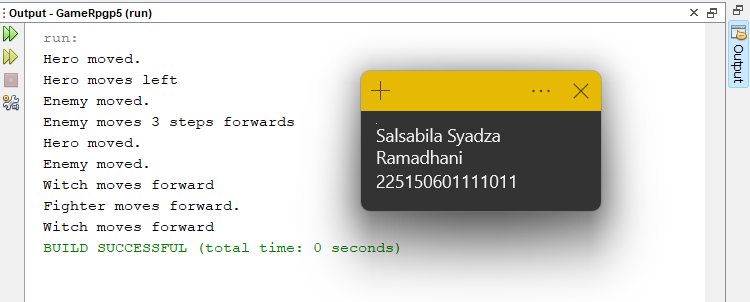 Output - GameRpgp5 (run)
run:
Hero moved.
Hero moves left
Enemy moved.
Enemy moves 3 steps forwards
Hero moved.
Enemy moved.
Witch moves forward
Fighter moves forward.
Witch moves forward
BUILD SUCCESSFUL (total time: 0 seconds)
.
Salsabila Syadza
Ramadhani
225150601111011
Output